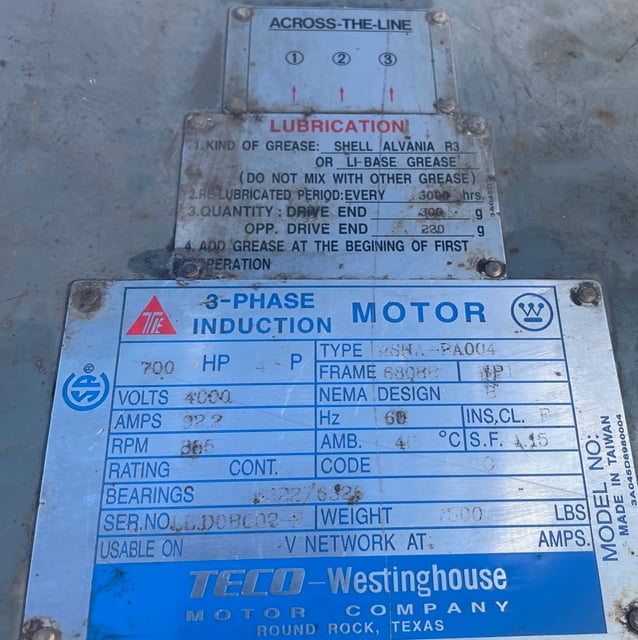 ACROSS-THE-LINE
① ② ③
LUBRICATION
1.KIND OF GREASE: SHELL ALVANIA R3
OR LI-BASE GREASE
(DO NOT MIX WITH OTHER GREASE)
2.RE-LUBRICATED PERIOD:EVERY 3000 hrs.
3.QUANTITY: DRIVE END g
OPP. DRIVE END 230 g
4. ADD GREASE AT THE BEGINING OF FIRST
OPERATION
3-PHASE
INDUCTION MOTOR
700 HP 4 P
TYPE
FRAME
VOLTS 4000
NEMA DESIGN B
AMPS
Hz 60 INS.CL. F
RPM
AMB. 40 °C S.F. 1.15
RATING CONT.
CODE
BEARINGS
SER.NO.
WEIGHT 7500 LBS
USABLE ON -V NETWORK AT AMPS.
MODEL NO:
MADE IN TAIWAN
TECO-Westinghouse
MOTOR COMPANY
ROUND ROCK, TEXAS